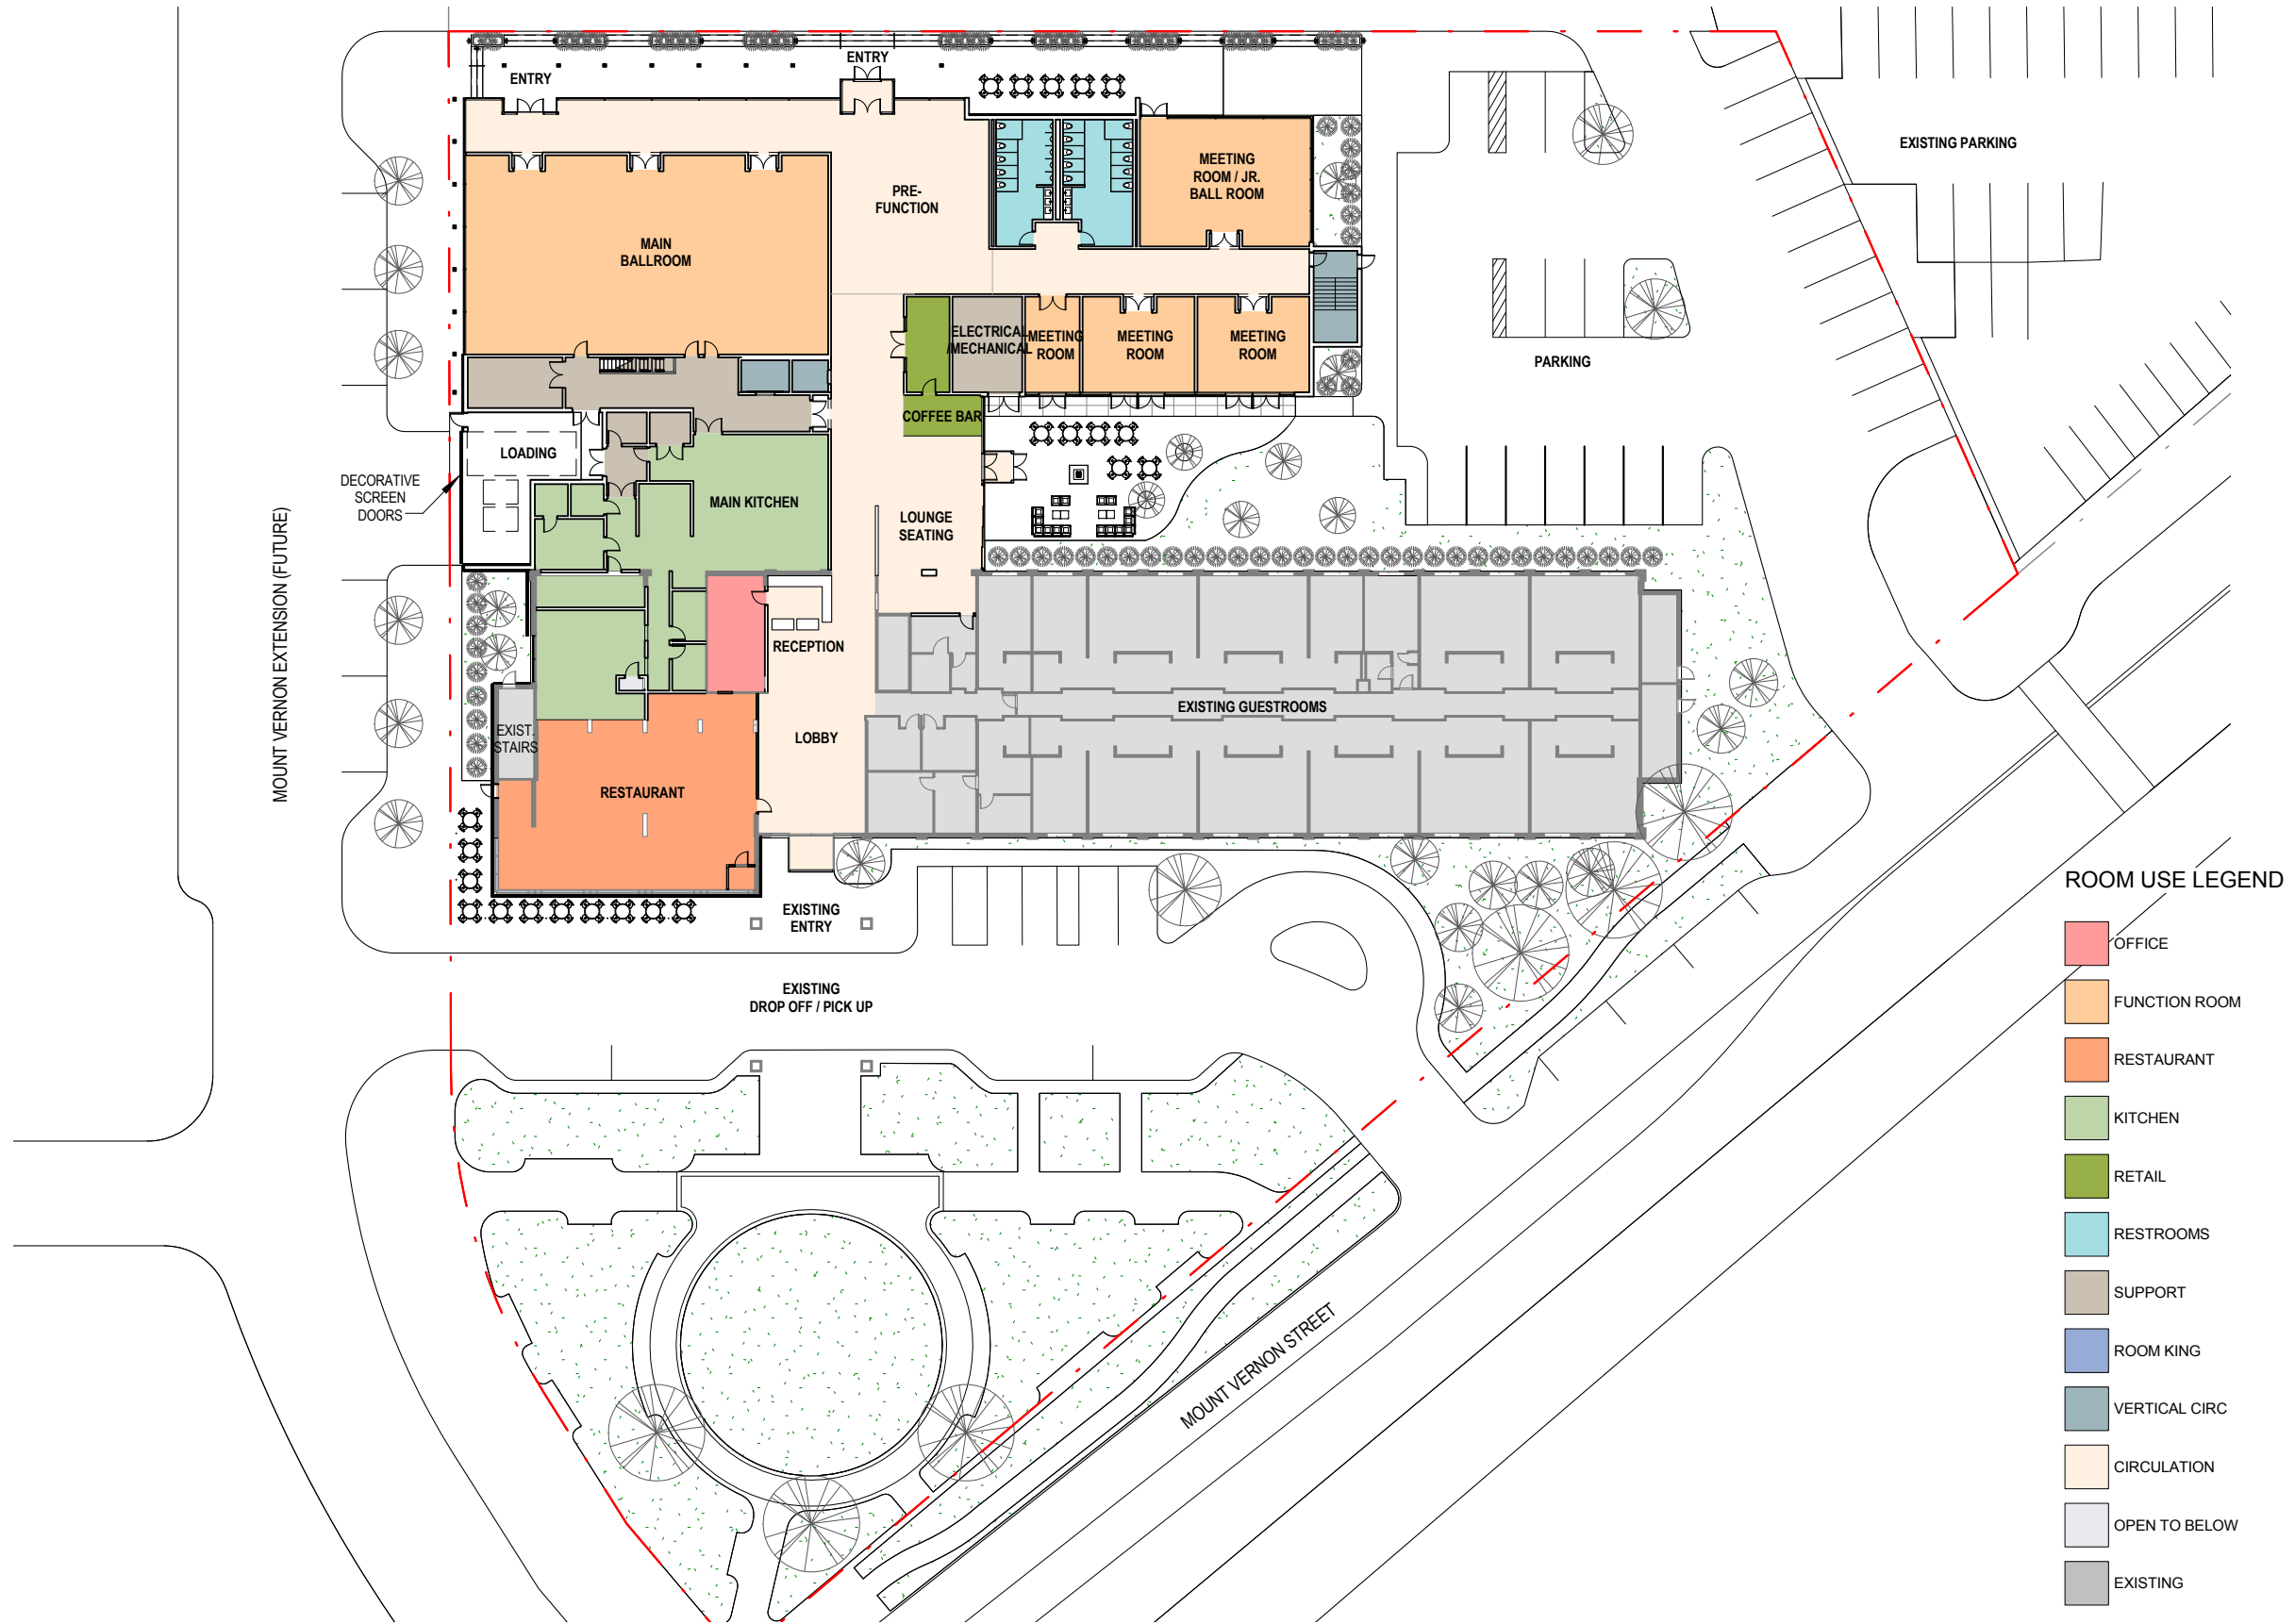 ENTRY
ENTRY
EXISTING PARKING
MEETING
ROOM / JR.
BALL ROOM
PRE-
FUNCTION
MAIN
BALLROOM
ELECTRICAL
/MECHANICAL
MEETING
ROOM
MEETING
ROOM
MEETING
ROOM
PARKING
COFFEE BAR
LOADING
DECORATIVE
SCREEN
DOORS
MAIN KITCHEN
LOUNGE
SEATING
MOUNT VERNON EXTENSION (FUTURE)
RECEPTION
EXISTING GUESTROOMS
EXIST.
STAIRS
LOBBY
RESTAURANT
EXISTING
ENTRY
EXISTING
DROP OFF / PICK UP
MOUNT VERNON STREET
ROOM USE LEGEND
OFFICE
FUNCTION ROOM
RESTAURANT
KITCHEN
RETAIL
RESTROOMS
SUPPORT
ROOM KING
VERTICAL CIRC
CIRCULATION
OPEN TO BELOW
EXISTING